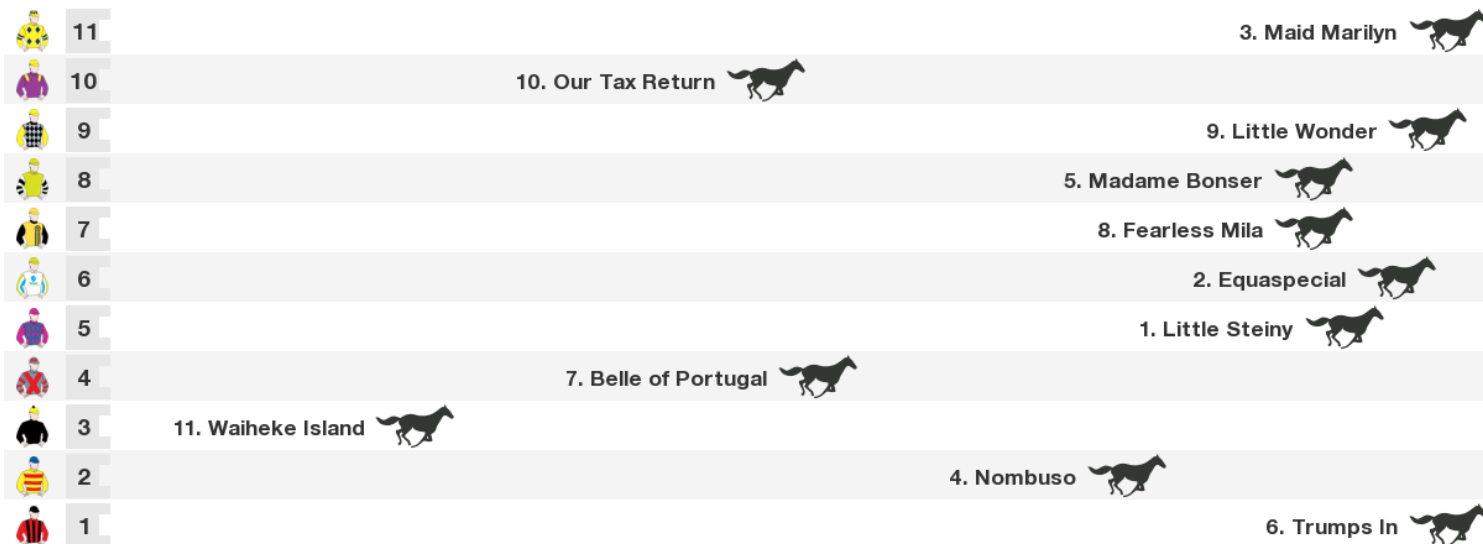 11 3. Maid Marilyn
10 10. Our Tax Return
9 9. Little Wonder
8 5. Madame Bonser
7 8. Fearless Mila
6 2. Equaspecial
5 1. Little Steiny
4 7. Belle of Portugal
3 11. Waiheke Island
2 4. Nombuso
1 6. Trumps In